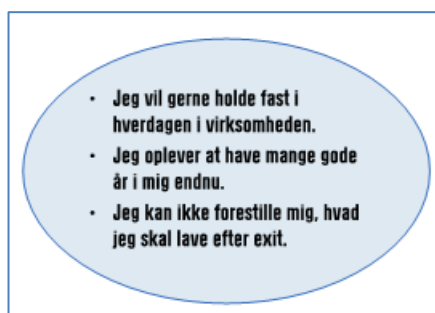 • Jeg vil gerne holde fast i
hverdagen i virksomheden.
• Jeg oplever at have mange gode
år i mig endnu.
• Jeg kan ikke forestille mig, hvad
jeg skal lave efter exit.